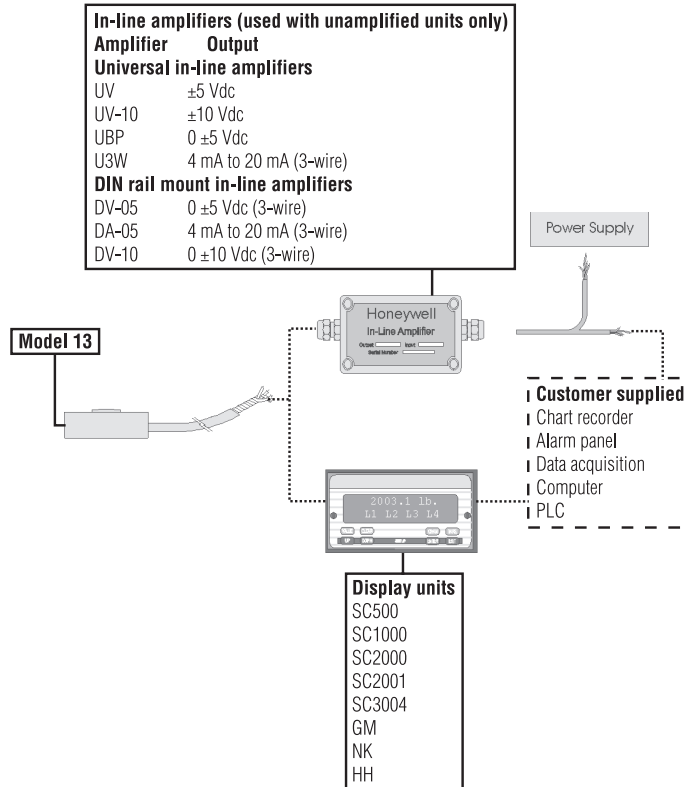 In-line amplifiers (used with unamplified units only)
Amplifier Output
Universal in-line amplifiers
UV ±5 Vdc
UV-10 ±10 Vdc
UBP 0 ±5 Vdc
U3W 4 mA to 20 mA (3-wire)
DIN rail mount in-line amplifiers
DV-05 0 ±5 Vdc (3-wire)
DA-05 4 mA to 20 mA (3-wire)
DV-10 0 ±10 Vdc (3-wire)
Power Supply
Honeywell
In-Line Amplifier
Output Input
Serial Number
Model 13
Customer supplied
Chart recorder
Alarm panel
Data acquisition
Computer
PLC
2003.1 lb.
L1 L2 L3 L4
Display units
SC500
SC1000
SC2000
SC2001
SC3004
GM
NK
HH